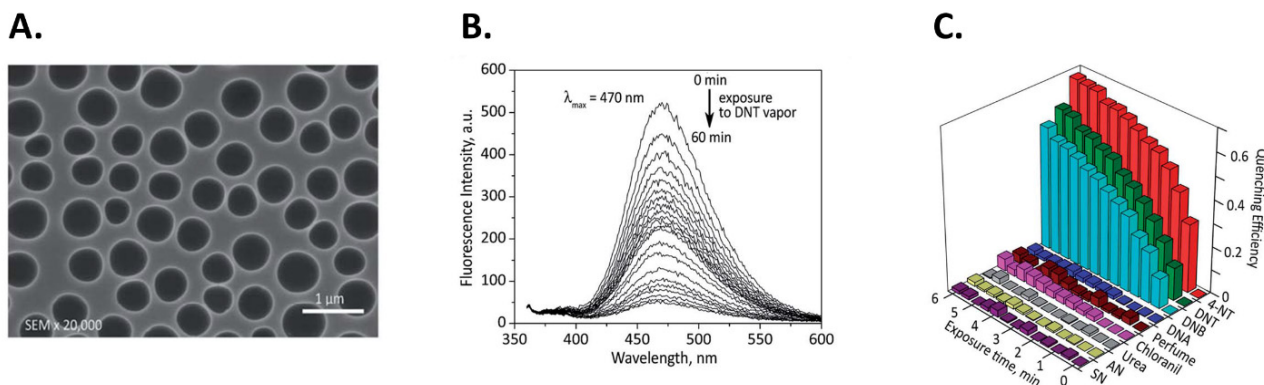 A.
SEM x 20,000
1 μm
B.
600
500
400
300
200
100
0
350
400
450
500
550
600
Fluorescence Intensity, a.u.
Wavelength, nm
λmax = 470 nm
0 min
exposure
to DNT vapor
60 min
C.
Quenching Efficiency
0.6
0.4
0.2
0
6
5
4
3
2
1
0
Exposure time, min
4-NT
DNT
DNB
DNA
Perfume
Chloranil
Urea
AN
SN